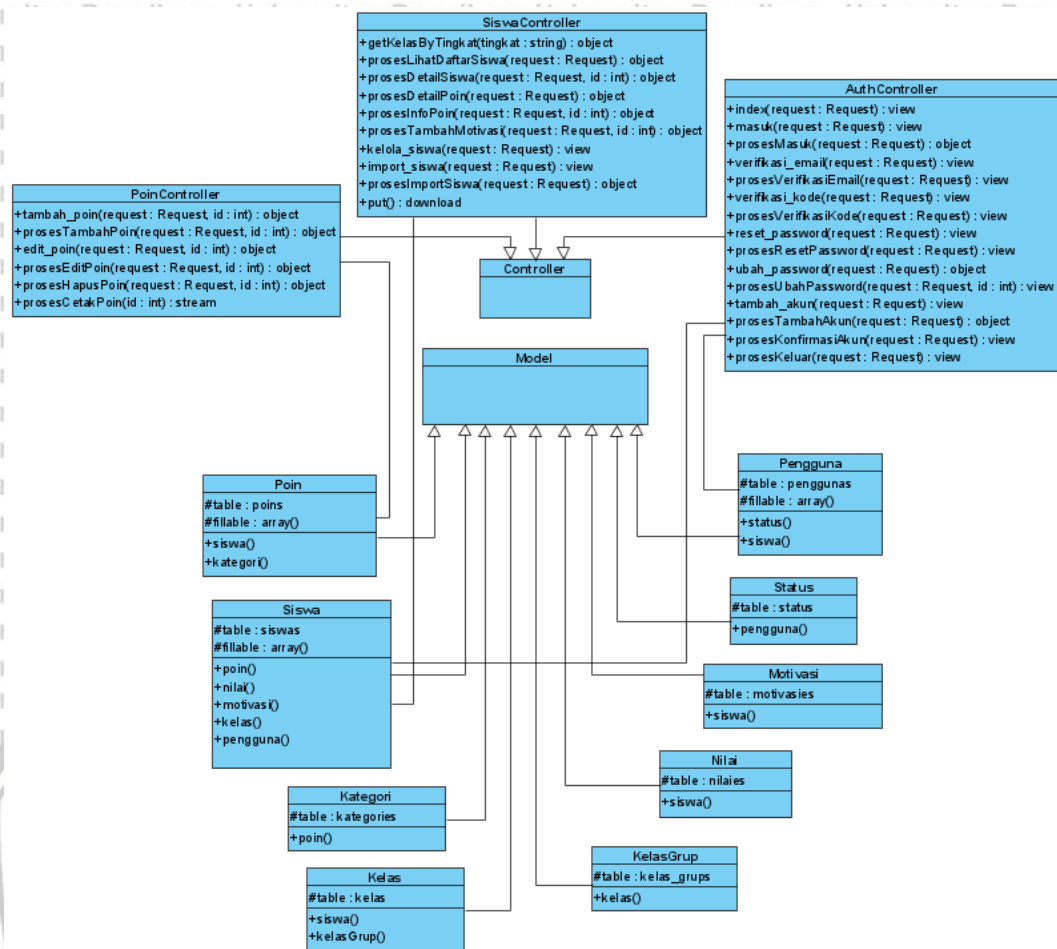 SiswaController
+getKelasByTingkat(tingkat : string) : object
+prosesLihatDaftarSiswa(request : Request) : object
+prosesDetailSiswa(request : Request, id : int) : object
+prosesDetailPoin(request : Request) : object
+prosesInfoPoin(request : Request, id : int) : object
+prosesTambahMotivasi(request : Request, id : int) : object
+kelola_siswa(request : Request) : view
+import_siswa(request : Request) : view
+prosesImportSiswa(request : Request) : object
+put() : download
AuthController
+index(request : Request) : view
+masuk(request : Request) : view
+prosesMasuk(request : Request) : object
+verifikasi_email(request : Request) : view
+prosesVerifikasiEmail(request : Request) : view
+verifikasi_kode(request : Request) : view
+prosesVerifikasiKode(request : Request) : view
+reset_password(request : Request) : view
+prosesResetPassword(request : Request) : view
+ubah_password(request : Request) : object
+prosesUbahPassword(request : Request, id : int) : view
+tambah_akun(request : Request) : view
+prosesTambahAkun(request : Request) : object
+prosesKonfirmasiAkun(request : Request) : view
+prosesKeluar(request : Request) : view
PoinController
+tambah_poin(request : Request, id : int) : object
+prosesTambahPoin(request : Request, id : int) : object
+edit_poin(request : Request, id : int) : object
+prosesEditPoin(request : Request, id : int) : object
+prosesHapusPoin(request : Request, id : int) : object
+prosesCetakPoin(id : int) : stream
Controller
Model
Poin
#table : poins
#fillable : array()
+siswa()
+kategori()
Pengguna
#table : penggunas
#fillable : array()
+status()
+siswa()
Status
#table : status
+pengguna()
Siswa
#table : siswas
#fillable : array()
+poin()
+nilai()
+motivasi()
+kelas()
+pengguna()
Motivasi
#table : motivasies
+siswa()
Nilai
#table : nilaies
+siswa()
Kategori
#table : kategories
+poin()
KelasGrup
#table : kelas_grups
+kelas()
Kelas
#table : kelas
+siswa()
+kelasGrup()